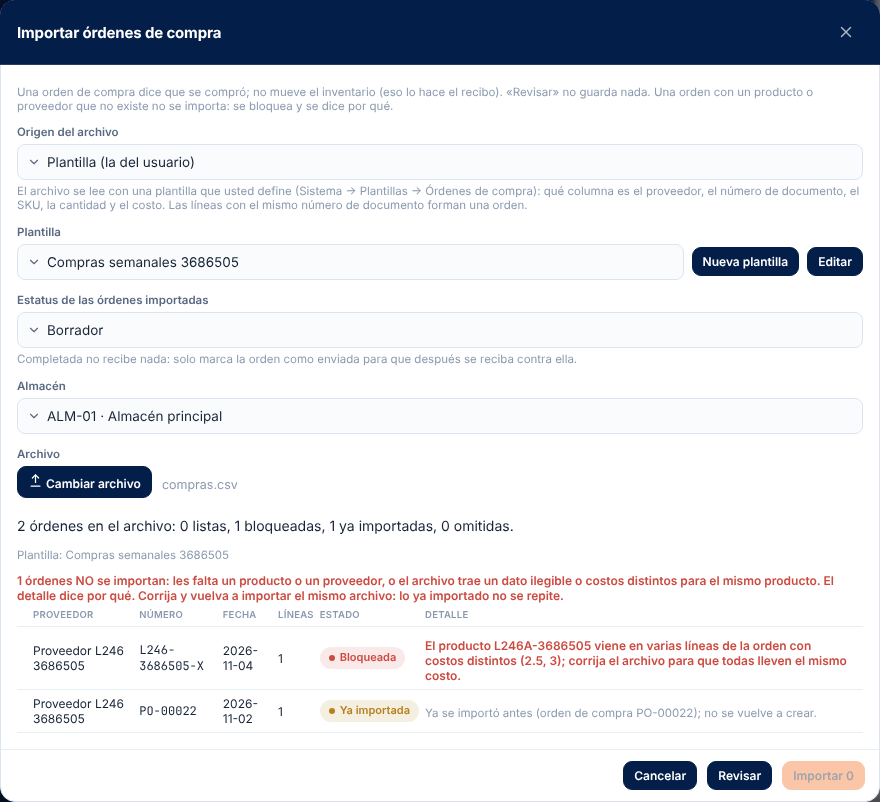 Importar órdenes de compra
Una orden de compra dice que se compró; no mueve el inventario (eso lo hace el recibo). «Revisar» no guarda nada. Una orden con un producto o
proveedor que no existe no se importa: se bloquea y se dice por qué.
Origen del archivo
Plantilla (la del usuario)
El archivo se lee con una plantilla que usted define (Sistema → Plantillas → Órdenes de compra): qué columna es el proveedor, el número de documento, el
SKU, la cantidad y el costo. Las líneas con el mismo número de documento forman una orden.
Plantilla
Compras semanales 3686505
Nueva plantilla
Editar
Estatus de las órdenes importadas
Borrador
Completada no recibe nada: solo marca la orden como enviada para que después se reciba contra ella.
Almacén
ALM-01 · Almacén principal
Archivo
Cambiar archivo
compras.csv
2 órdenes en el archivo: 0 listas, 1 bloqueadas, 1 ya importadas, 0 omitidas.
Plantilla: Compras semanales 3686505
1 órdenes NO se importan: les falta un producto o un proveedor, o el archivo trae un dato ilegible o costos distintos para el mismo producto. El
detalle dice por qué. Corrija y vuelva a importar el mismo archivo: lo ya importado no se repite.
PROVEEDOR NÚMERO FECHA LÍNEAS ESTADO DETALLE
Proveedor L246
3686505
L246-
3686505-X
2026-
11-04
1
Bloqueada
El producto L246A-3686505 viene en varias líneas de la orden con
costos distintos (2.5, 3); corrija el archivo para que todas lleven el mismo
costo.
Proveedor L246
3686505
PO-00022
2026-
11-02
1
Ya importada
Ya se importó antes (orden de compra PO-00022); no se vuelve a crear.
Cancelar
Revisar
Importar 0